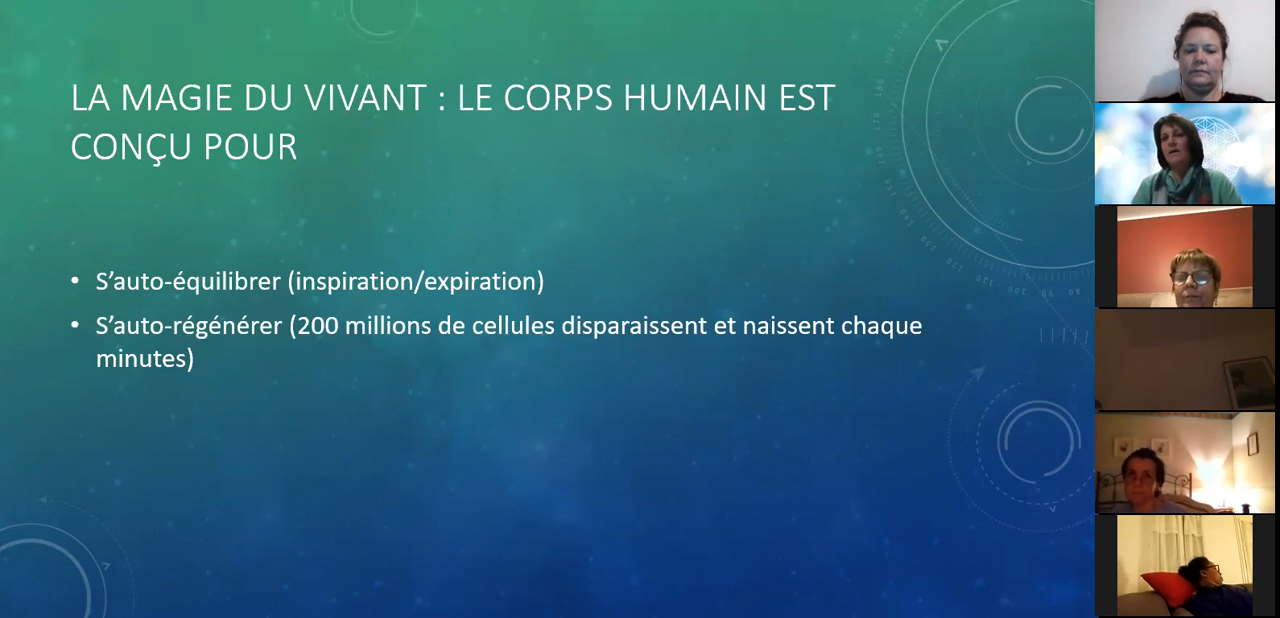 LA MAGIE DU VIVANT : LE CORPS HUMAIN EST
CONÇU POUR
• S’auto-équilibrer (inspiration/expiration)
• S’auto-régénérer (200 millions de cellules disparaissent et naissent chaque
minutes)